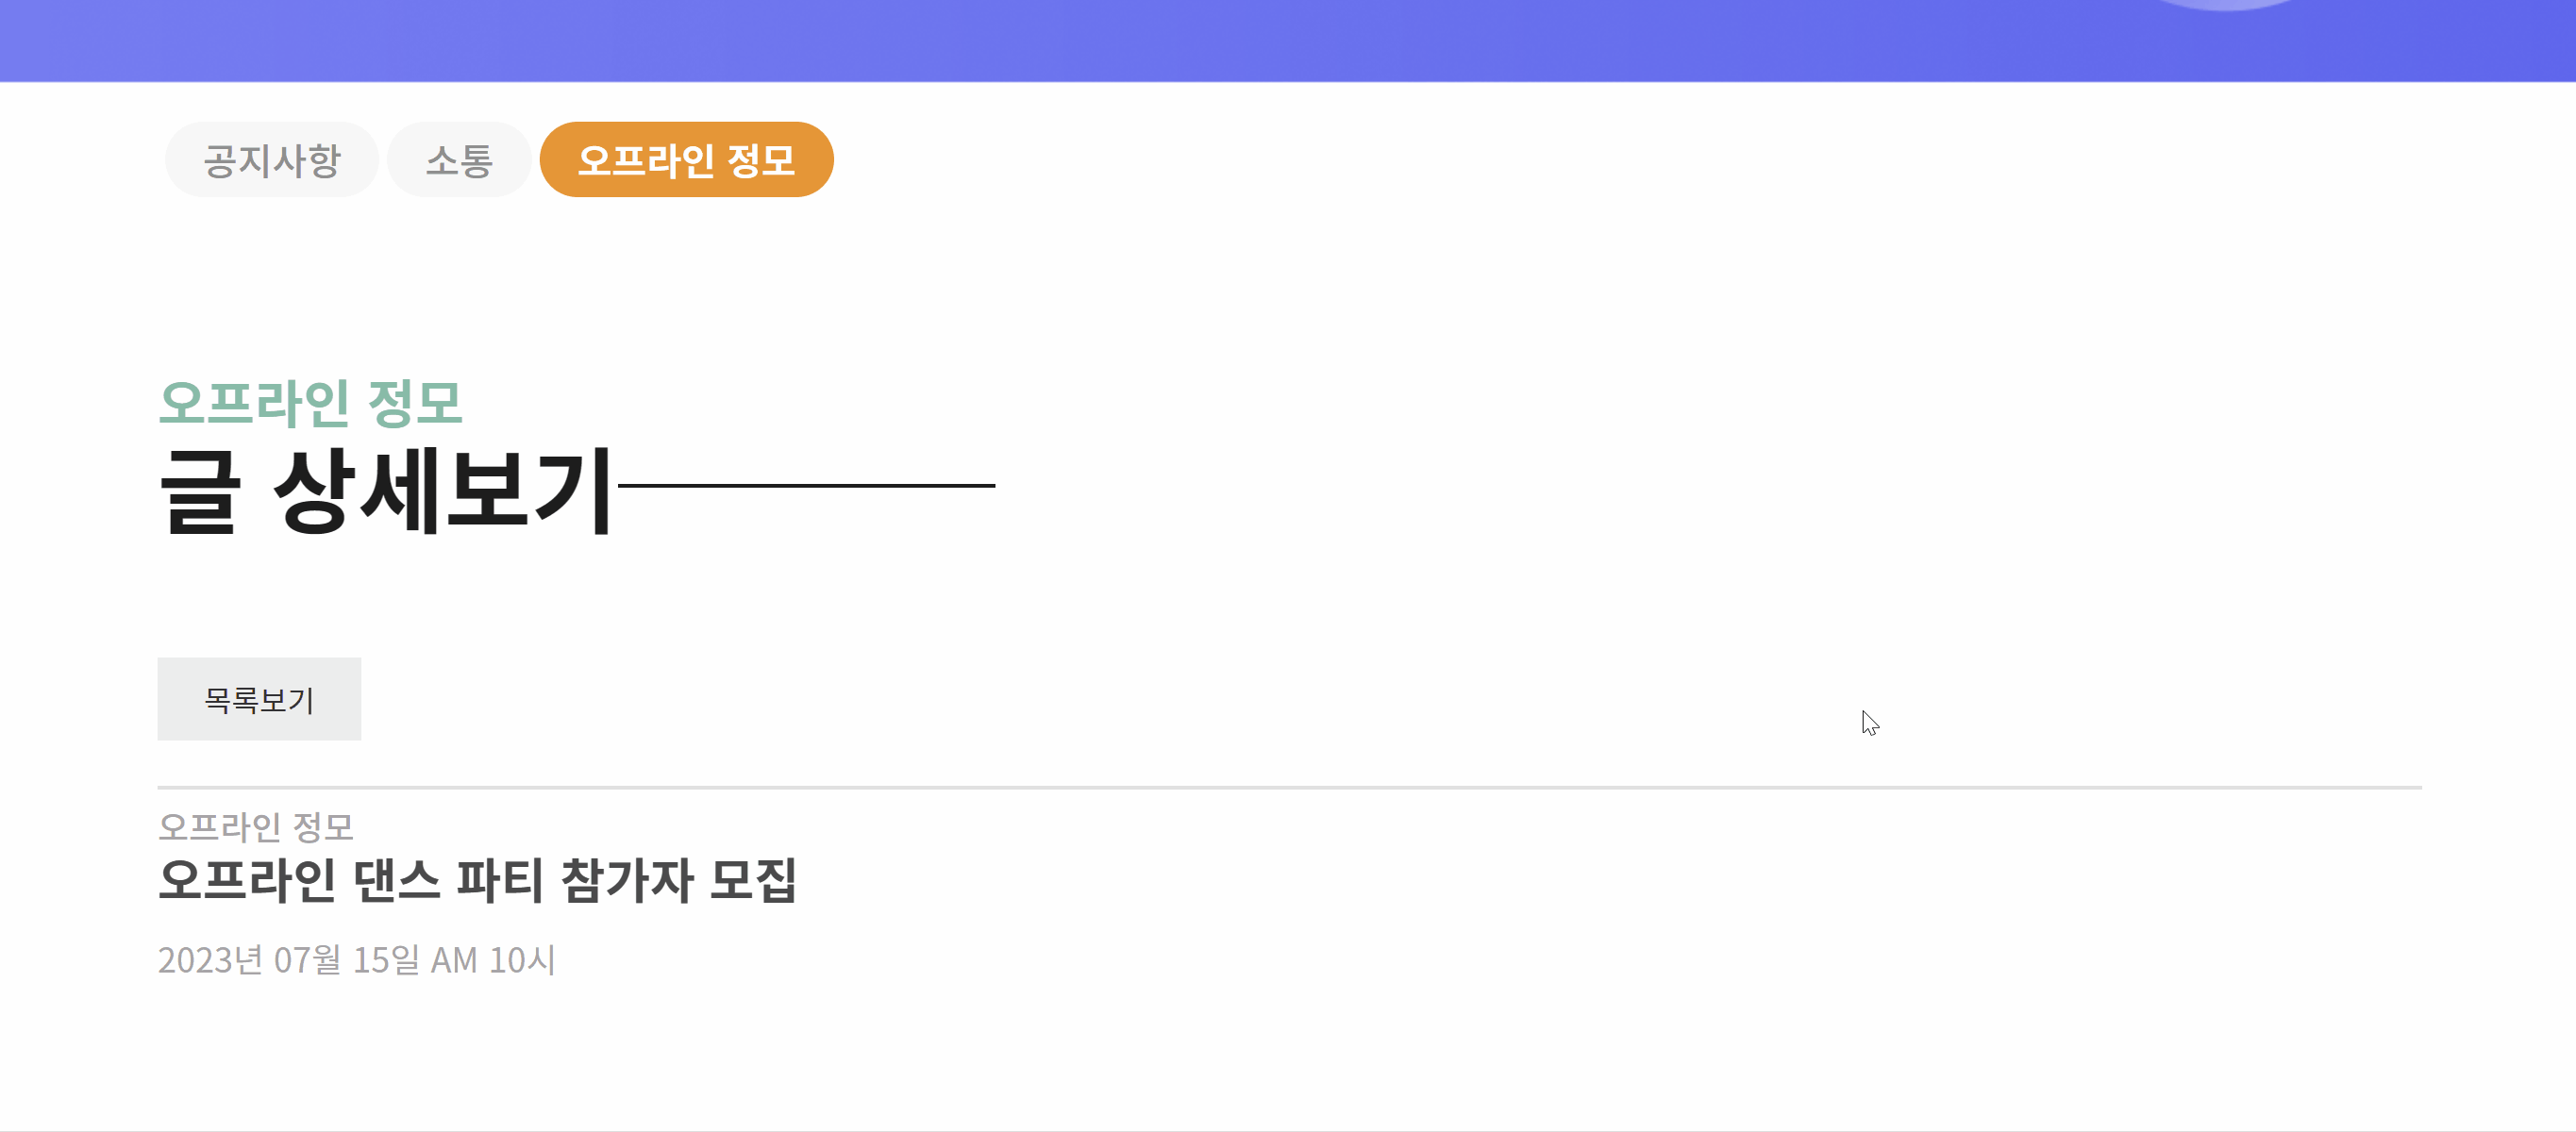 공지사항 소통 오프라인 정모
오프라인 정모
글 상세보기
목록보기
오프라인 정모
오프라인 댄스 파티 참가자 모집
2023년 07월 15일 AM 10시